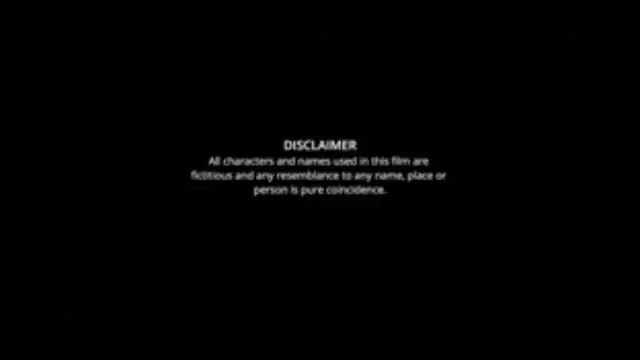 DISCLAIMER
All characters and names used in this film are
fictitious and any resemblance to any name, place or
person is pure coincidence.